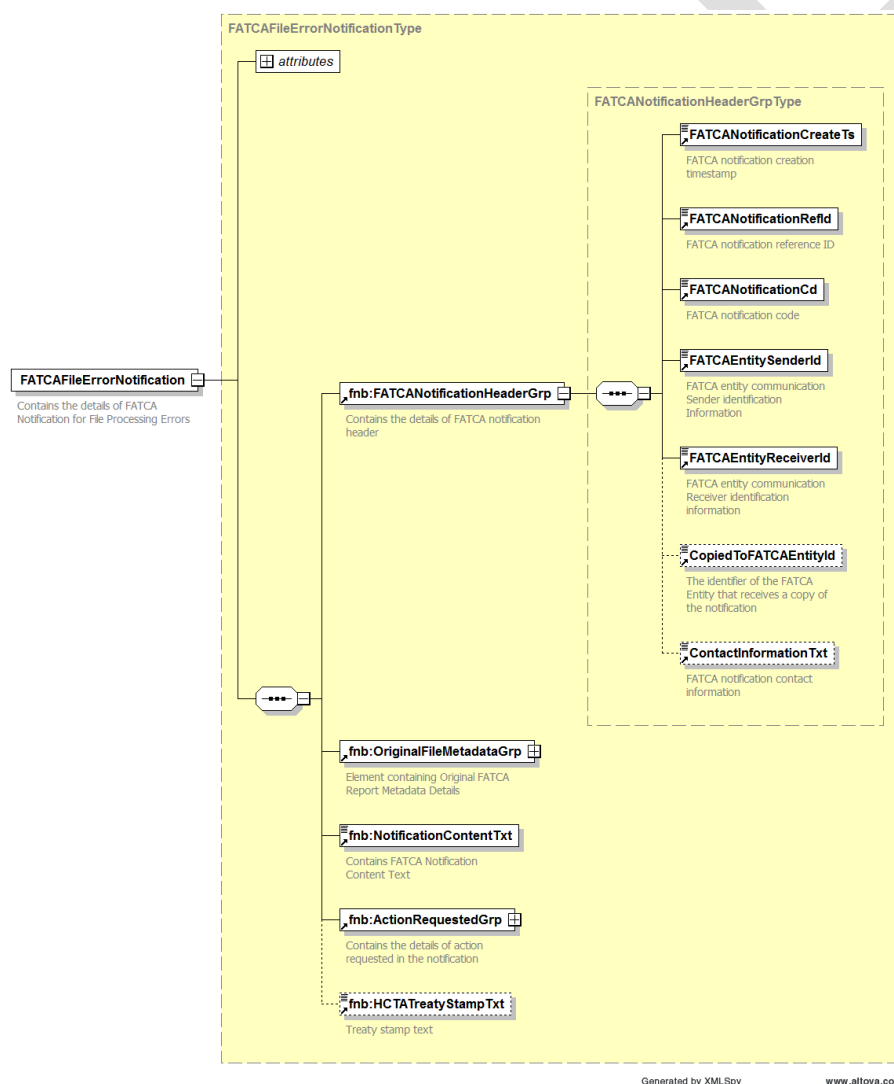 FATCAFileErrorNotificationType
attributes
FATCANotificationHeaderGrpType
FATCANotificationCreateTs
FATCA notification creation
timestamp
FATCANotificationRefId
FATCA notification reference ID
FATCANotificationCd
FATCA notification code
FATCAEntitySenderId
FATCA entity communication
Sender identification
Information
FATCAFileErrorNotification
Contains the details of FATCA
Notification for File Processing Errors
fnb:FATCANotificationHeaderGrp
Contains the details of FATCA notification
header
FATCAEntityReceiverId
FATCA entity communication
Receiver identification
information
CopiedToFATCAEntityId
The identifier of the FATCA
Entity that receives a copy of
the notification
ContactInformationTxt
FATCA notification contact
information
fnb:OriginalFileMetadataGrp
Element containing Original FATCA
Report Metadata Details
fnb:NotificationContentTxt
Contains FATCA Notification
Content Text
fnb:ActionRequestedGrp
Contains the details of action
requested in the notification
fnb:HCTATreatyStampTxt
Treaty stamp text
Generated by XMLSpy
www.altova.co